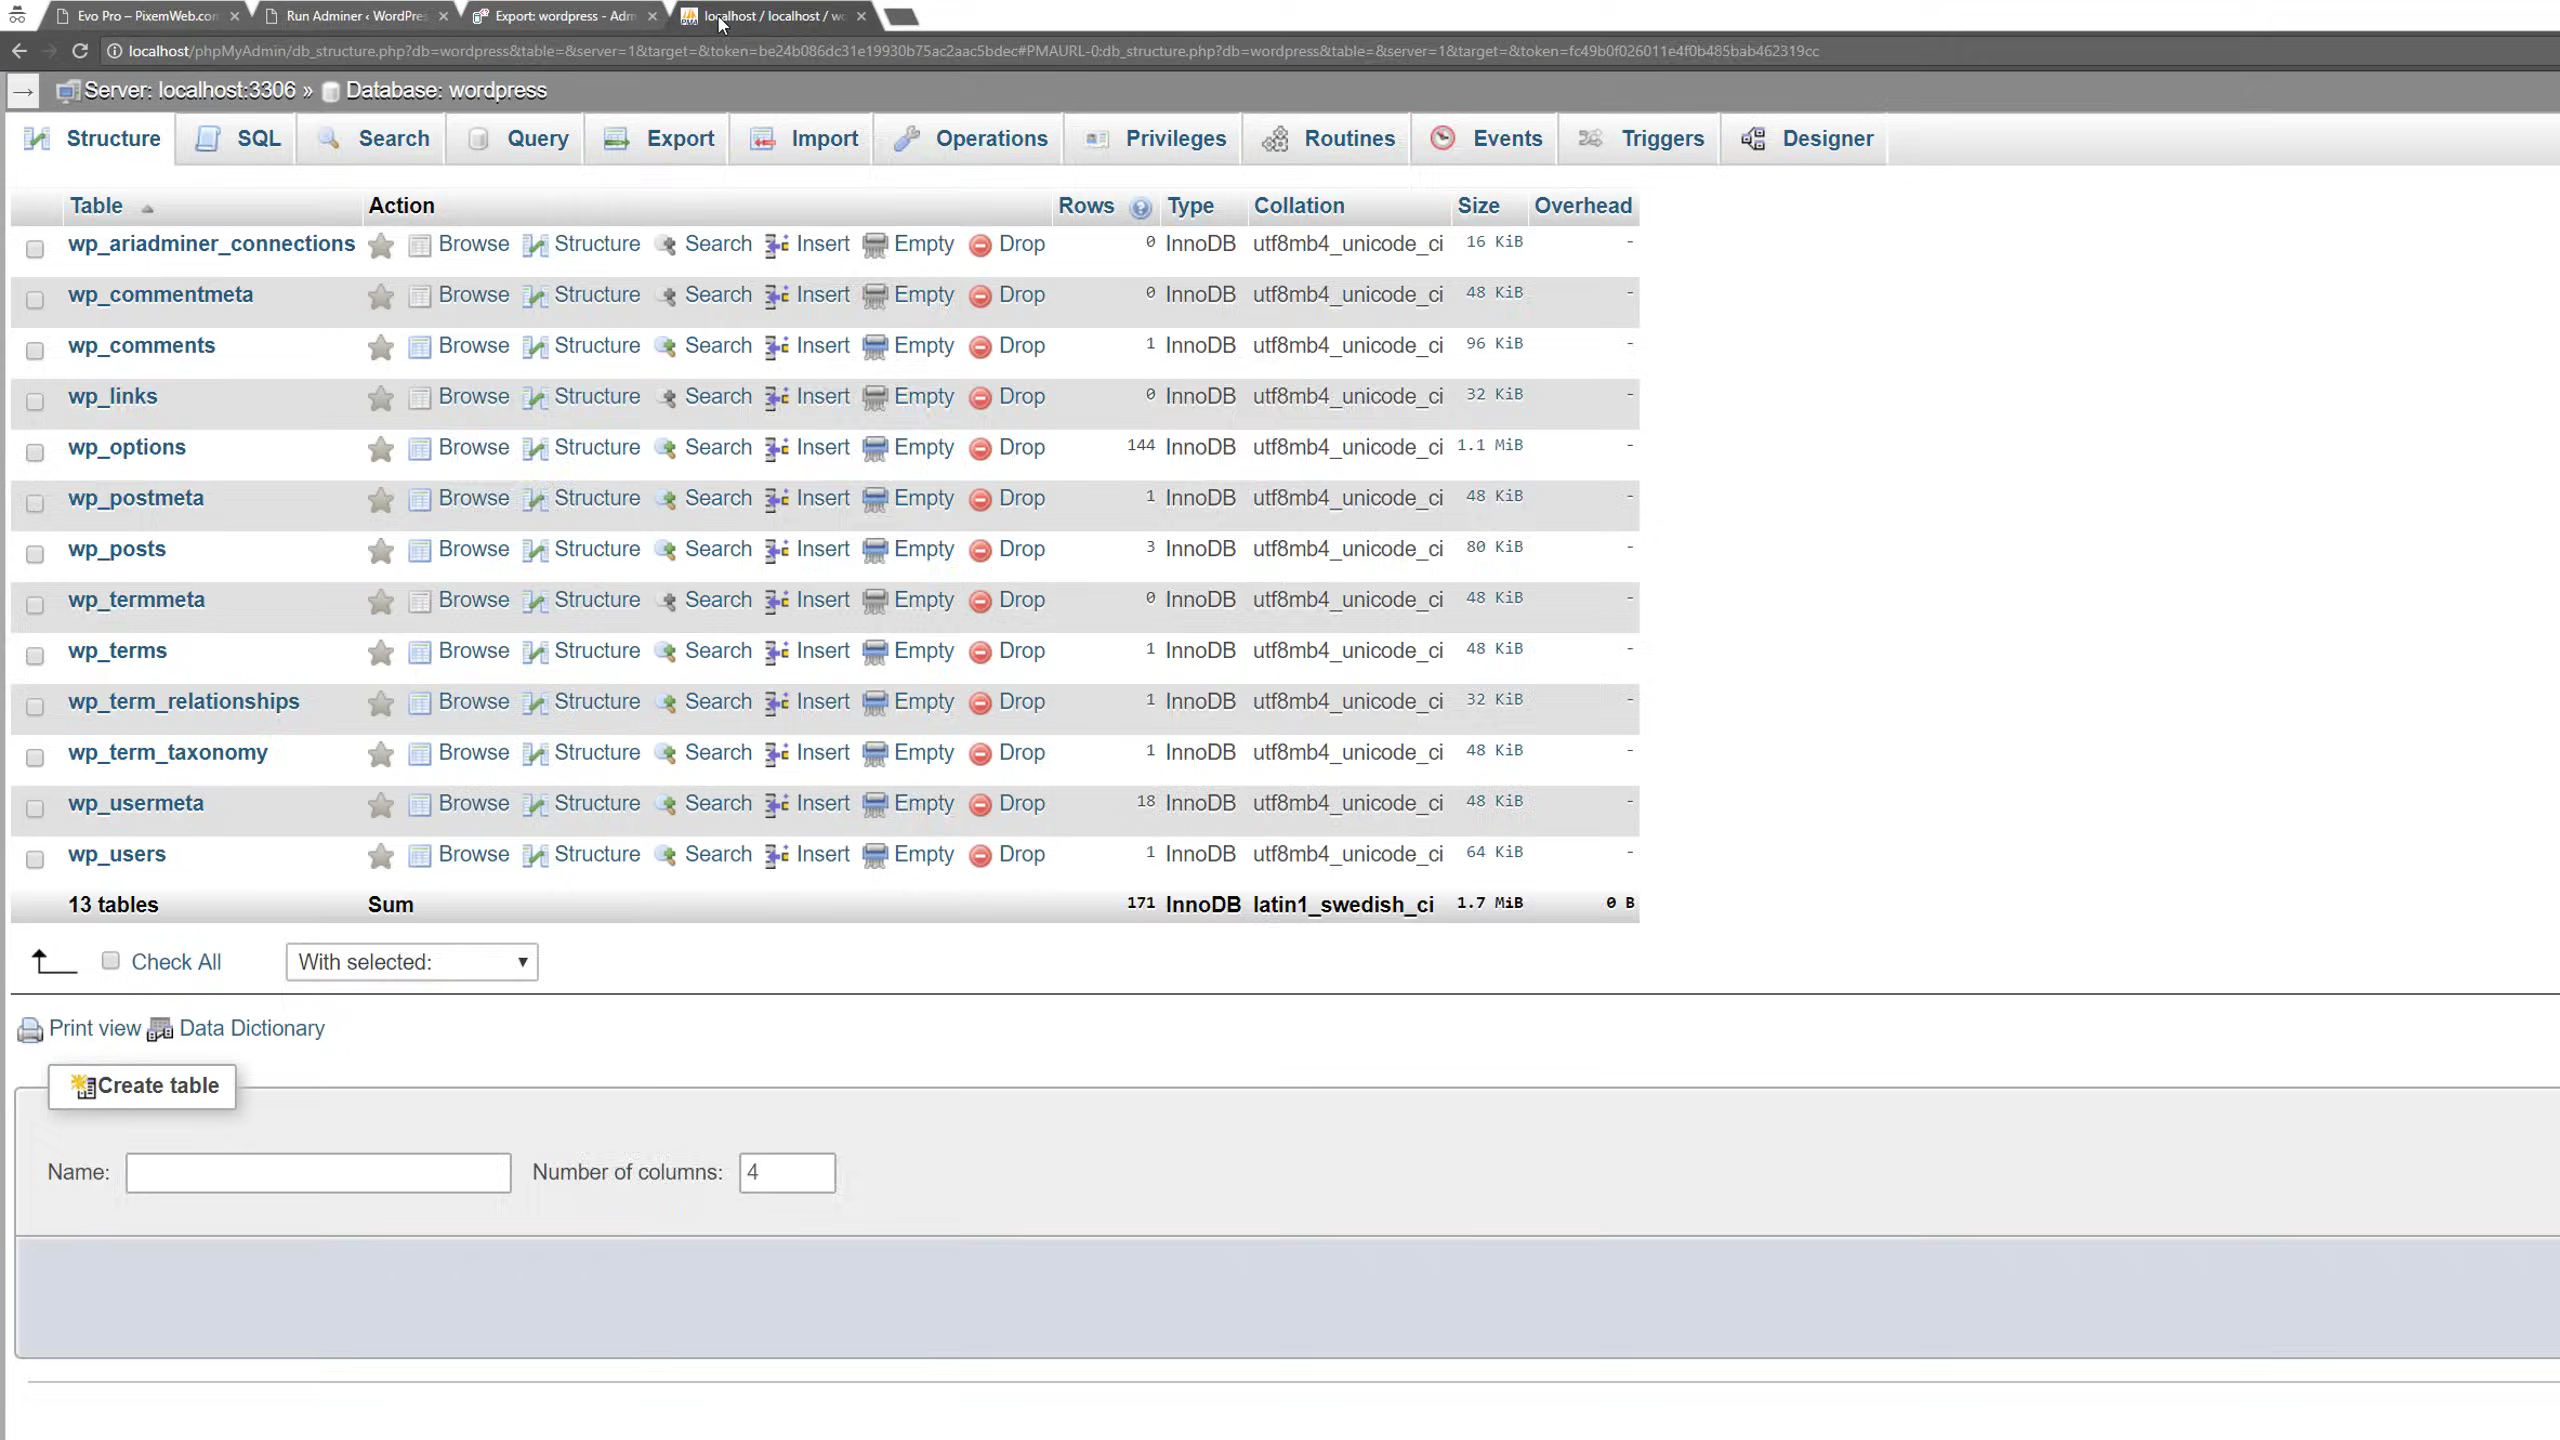 Evo Pro – PixemWeb.com
Run Adminer ‹ WordPres
Export: wordpress - Adm
localhost / localhost / wo
localhost/phpMyAdmin/db_structure.php?db=wordpress&table=&server=1&target=&token=be24b086dc31e19930b75ac2aac5bdec#PMAURL-0:db_structure.php?db=wordpress&table=&server=1&target=&token=fc49b0f026011e4f0b485bab462319cc
Server: localhost:3306 » Database: wordpress
Structure SQL Search Query Export Import Operations Privileges Routines Events Triggers Designer
Table Action Rows Type Collation Size Overhead
wp_ariadminer_connections Browse Structure Search Insert Empty Drop 0 InnoDB utf8mb4_unicode_ci 16 KiB -
wp_commentmeta Browse Structure Search Insert Empty Drop 0 InnoDB utf8mb4_unicode_ci 48 KiB -
wp_comments Browse Structure Search Insert Empty Drop 1 InnoDB utf8mb4_unicode_ci 96 KiB -
wp_links Browse Structure Search Insert Empty Drop 0 InnoDB utf8mb4_unicode_ci 32 KiB -
wp_options Browse Structure Search Insert Empty Drop 144 InnoDB utf8mb4_unicode_ci 1.1 MiB -
wp_postmeta Browse Structure Search Insert Empty Drop 1 InnoDB utf8mb4_unicode_ci 48 KiB -
wp_posts Browse Structure Search Insert Empty Drop 3 InnoDB utf8mb4_unicode_ci 80 KiB -
wp_termmeta Browse Structure Search Insert Empty Drop 0 InnoDB utf8mb4_unicode_ci 48 KiB -
wp_terms Browse Structure Search Insert Empty Drop 1 InnoDB utf8mb4_unicode_ci 48 KiB -
wp_term_relationships Browse Structure Search Insert Empty Drop 1 InnoDB utf8mb4_unicode_ci 32 KiB -
wp_term_taxonomy Browse Structure Search Insert Empty Drop 1 InnoDB utf8mb4_unicode_ci 48 KiB -
wp_usermeta Browse Structure Search Insert Empty Drop 18 InnoDB utf8mb4_unicode_ci 48 KiB -
wp_users Browse Structure Search Insert Empty Drop 1 InnoDB utf8mb4_unicode_ci 64 KiB -
13 tables Sum 171 InnoDB latin1_swedish_ci 1.7 MiB 0 B
Check All With selected:
Print view Data Dictionary
Create table
Name: Number of columns: 4